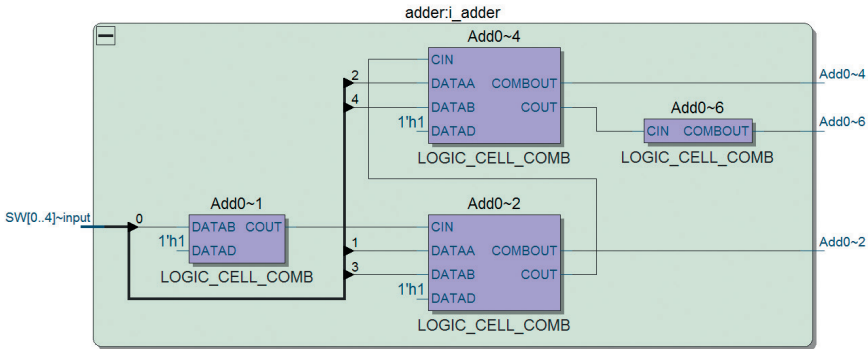 adder:i_adder
Add0~4
CIN
2
DATAA COMBOUT
Add0~4
4
DATAB COUT
Add0~6
1'h1
DATAD
CIN COMBOUT
Add0~6
LOGIC_CELL_COMB
LOGIC_CELL_COMB
Add0~1
Add0~2
SW[0..4]~input
0
DATAB COUT
CIN
1'h1
DATAD
1
DATAA COMBOUT
Add0~2
LOGIC_CELL_COMB
3
DATAB COUT
1'h1
DATAD
LOGIC_CELL_COMB